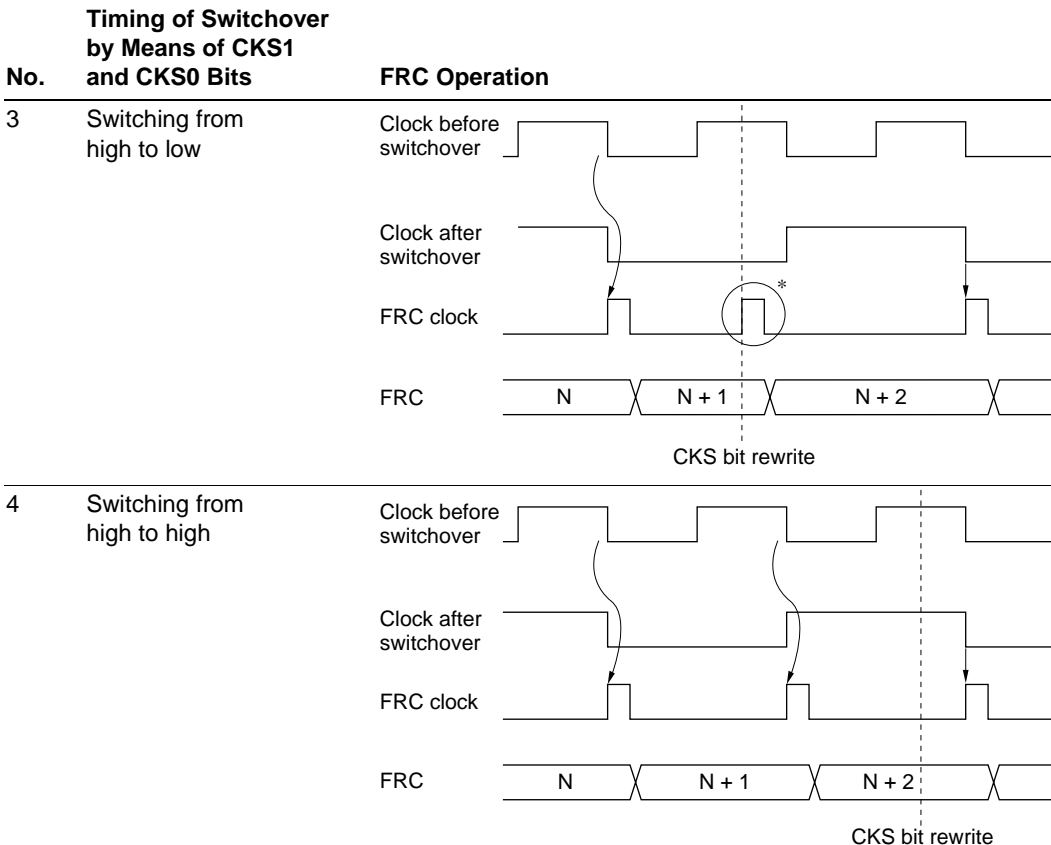 No.
Timing of Switchover
by Means of CKS1
and CKS0 Bits
FRC Operation
3
Switching from
high to low
Clock before
switchover
Clock after
switchover
*
FRC clock
FRC
N
N + 1
N + 2
CKS bit rewrite
4
Switching from
high to high
Clock before
switchover
Clock after
switchover
FRC clock
FRC
N
N + 1
N + 2
CKS bit rewrite